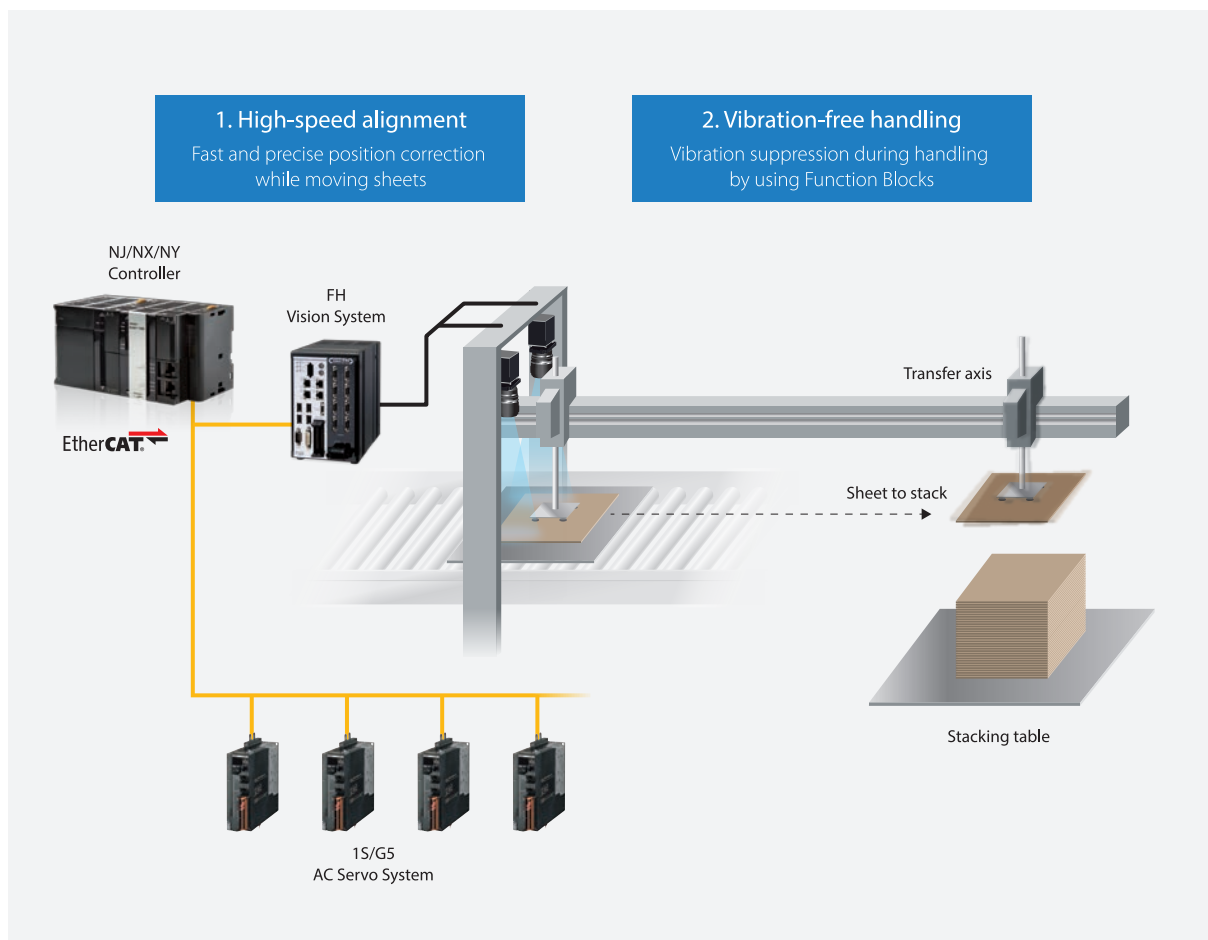 1. High-speed alignment
Fast and precise position correction
while moving sheets
2. Vibration-free handling
Vibration suppression during handling
by using Function Blocks
NJ/NX/NY
Controller
FH
Vision System
EtherCAT®
Transfer axis
Sheet to stack
Stacking table
1S/G5
AC Servo System